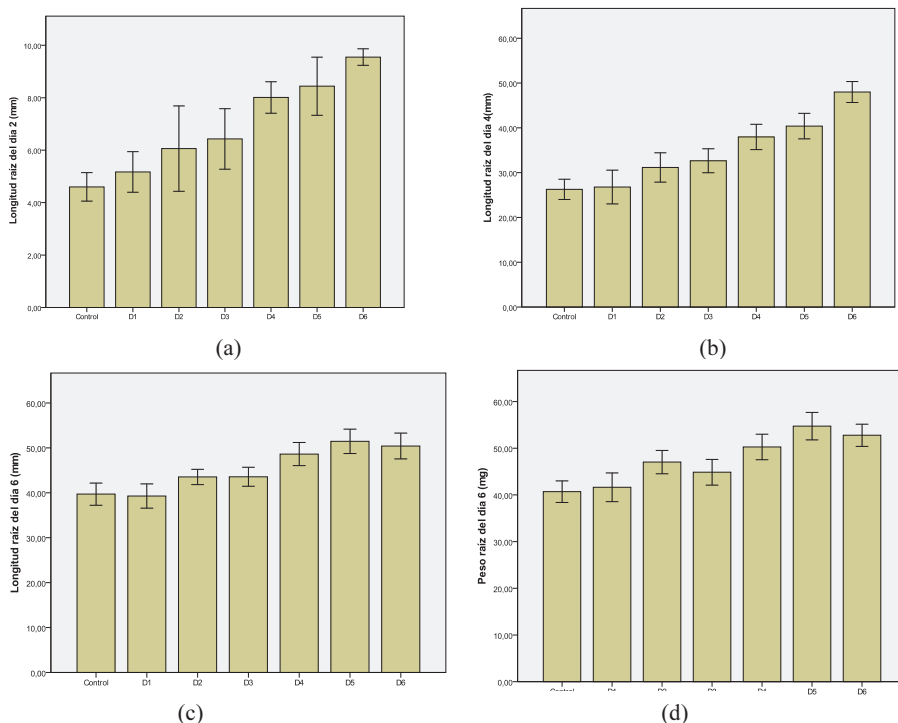 Longitud raiz del dia 2 (mm)
10,00
8,00
6,00
4,00
2,00
0,00
Control D1 D2 D3 D4 D5 D6
(a)
Longitud raiz del dia 4(mm)
60,00
50,00
40,00
30,00
20,00
10,00
0,00
Control D1 D2 D3 D4 D5 D6
(b)
Longitud raiz del dia 6 (mm)
60,00
50,00
40,00
30,00
20,00
10,00
0,00
Control D1 D2 D3 D4 D5 D6
(c)
Peso raiz del dia 6 (mg)
60,00
50,00
40,00
30,00
20,00
10,00
0,00
Control D1 D2 D3 D4 D5 D6
(d)